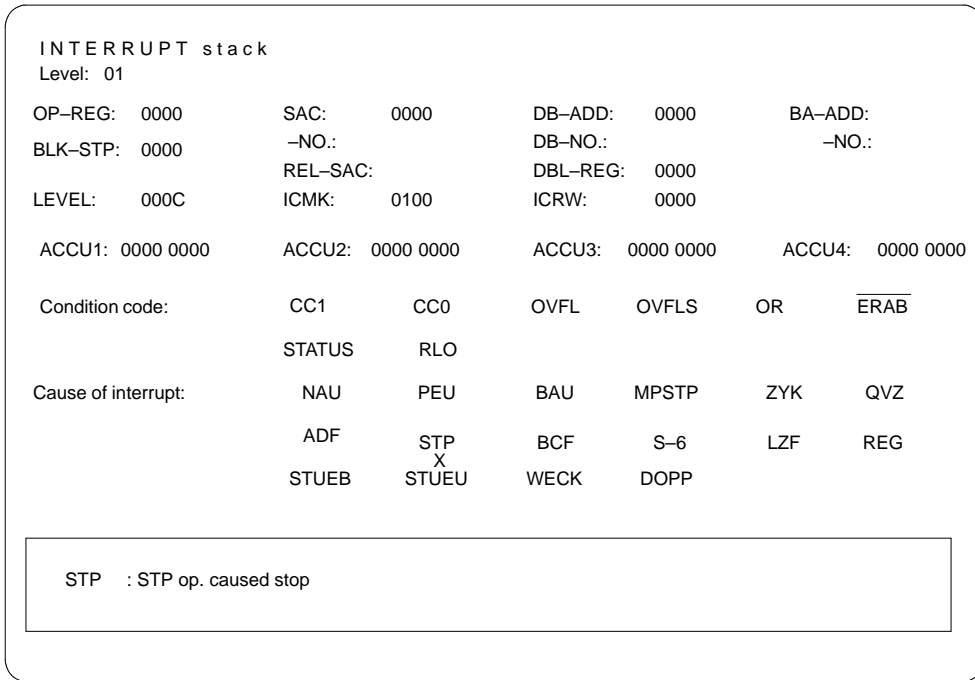 INTERRUPT stack
Level: 01
OP–REG: 0000 SAC: 0000 DB–ADD: 0000 BA–ADD:
BLK–STP: 0000 –NO.: DB–NO.: –NO.:
REL–SAC: DBL–REG: 0000
LEVEL: 000C ICMK: 0100 ICRW: 0000
ACCU1: 0000 0000 ACCU2: 0000 0000 ACCU3: 0000 0000 ACCU4: 0000 0000
Condition code: CC1 CC0 OVFL OVFLS OR ERAB
STATUS RLO
Cause of interrupt: NAU PEU BAU MPSTP ZYK QVZ
ADF STP BCF S–6 LZF REG
X
STUEB STUEU WECK DOPP
STP : STP op. caused stop